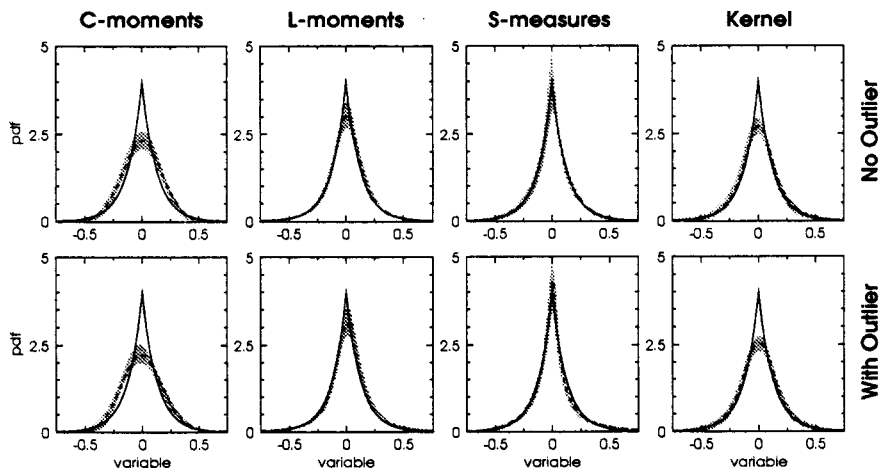 C-moments L-moments S-measures Kernel
5 5 5 5
pdf 2.5 2.5 2.5 2.5 No Outlier
0 0 0 0
-0.5 0 0.5 -0.5 0 0.5 -0.5 0 0.5 -0.5 0 0.5
5 5 5 5
pdf 2.5 2.5 2.5 2.5 With Outlier
0 0 0 0
-0.5 0 0.5 -0.5 0 0.5 -0.5 0 0.5 -0.5 0 0.5
variable variable variable variable